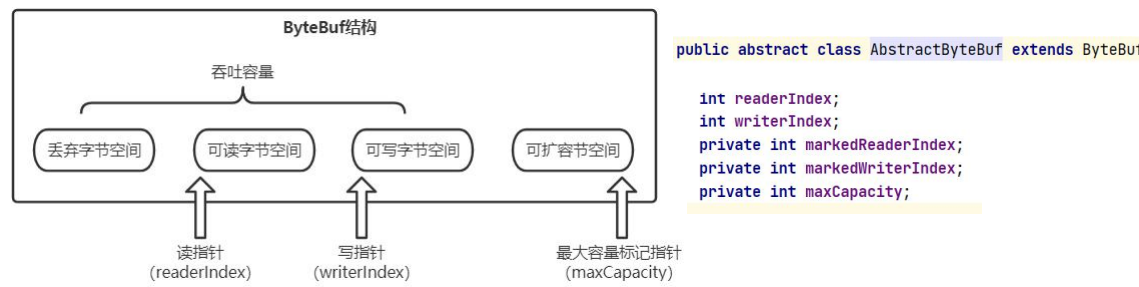 ByteBuf结构
吞吐容量
丢弃字节空间
可读字节空间
可写字节空间
可扩容节空间
读指针
(readerIndex)
写指针
(writerIndex)
最大容量标记指针
(maxCapacity)
public abstract class AbstractByteBuf extends ByteBuf
int readerIndex;
int writerIndex;
private int markedReaderIndex;
private int markedWriterIndex;
private int maxCapacity;